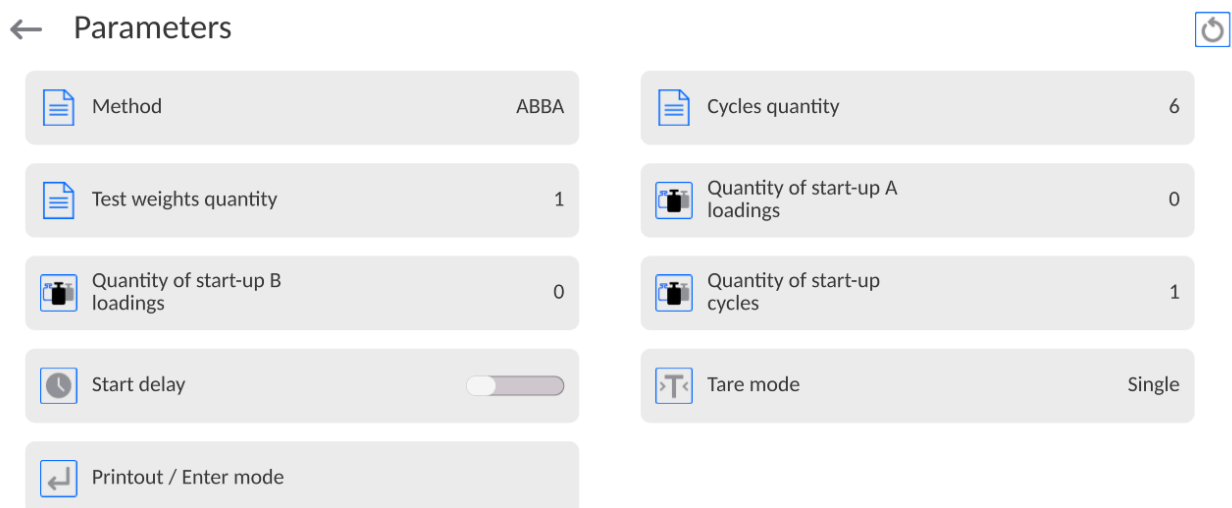 Parameters
Method ABBA
Cycles quantity 6
Test weights quantity 1
Quantity of start-up A
loadings 0
Quantity of start-up B
loadings 0
Quantity of start-up
cycles 1
Start delay
Tare mode Single
Printout / Enter mode